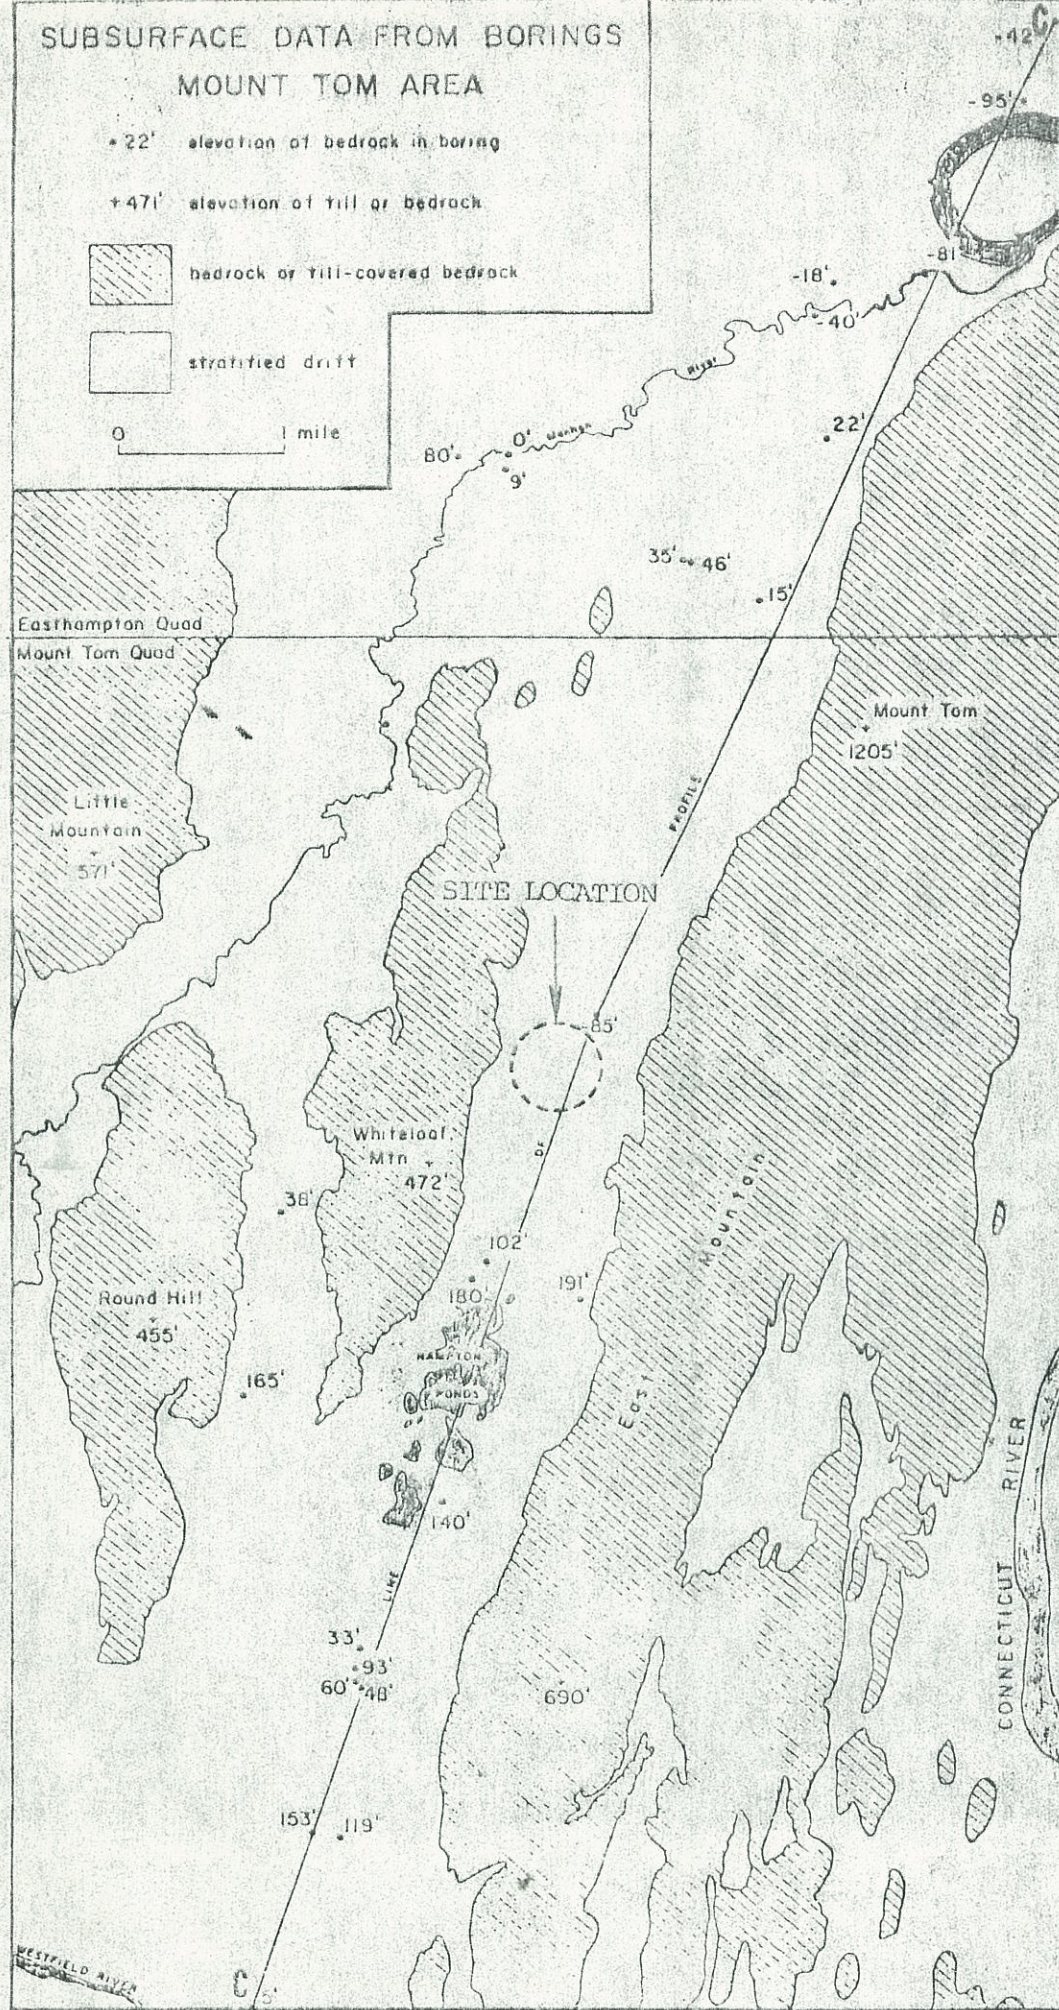 SUBSURFACE DATA FROM BORINGS
MOUNT TOM AREA
•22' elevation of bedrock in boring
+471' elevation of till or bedrock
bedrock or till-covered bedrock
stratified drift
0 1 mile
C'
•42
-95'
-81'
-18'
-40'
River
Manhan
22'
80'
0'
9'
35'
46'
15'
Easthampton Quad
Mount Tom Quad
Mount Tom
1205'
PROFILE
Little
Mountain
571'
SITE LOCATION
-85'
OF
Whiteloaf
Mtn
472'
38'
102'
180'
191'
East Mountain
Round Hill
455'
HAMPTON
PONDS
165'
140'
LINE
CONNECTICUT RIVER
33'
93'
60'
48'
690'
153'
119'
WESTFIELD RIVER
C